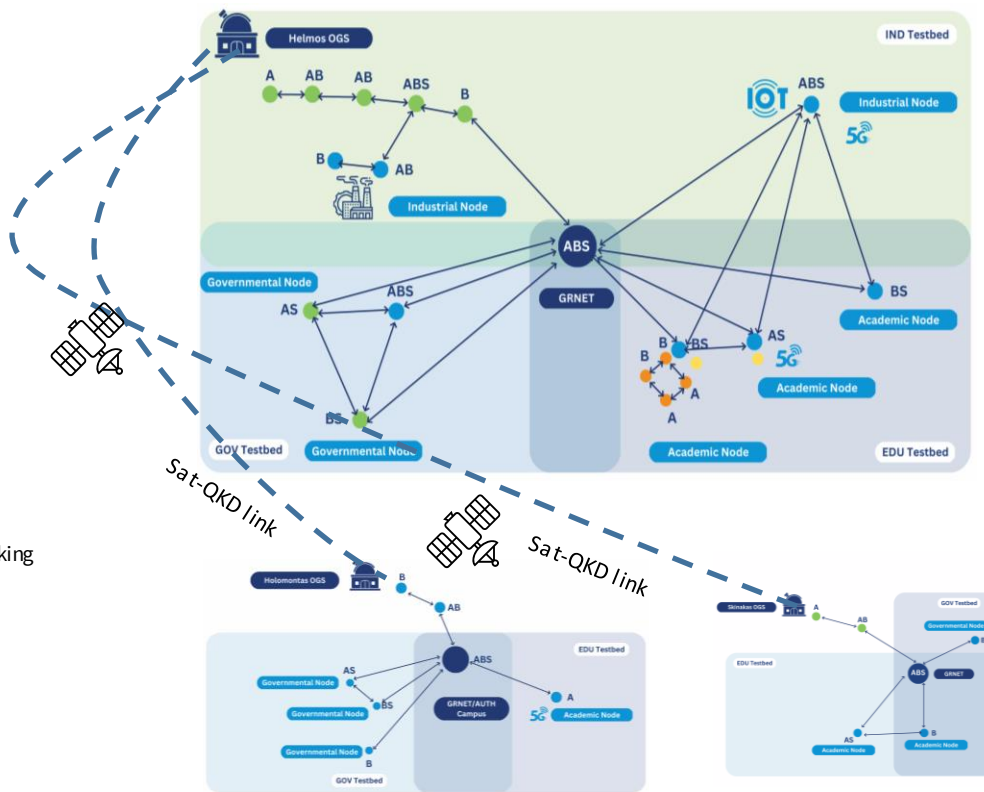 Helmos OGS
IND Testbed
A
AB
AB
ABS
B
B
AB
Industrial Node
IOT
ABS
Industrial Node
5G
ABS
GRNET
Governmental Node
AS
ABS
BS
GOV Testbed
Governmental Node
BS
Academic Node
AS
5G
Academic Node
B
BS
B
A
A
Academic Node
EDU Testbed
Sat-QKD link
Sat-QKD link
king
Holomontas OGS
B
AB
ABS
EDU Testbed
AS
Governmental Node
BS
Governmental Node
GRNET/AUTH
Campus
A
5G
Academic Node
Governmental Node
B
GOV Testbed
Skinakas OGS
A
AB
GOV Testbed
Governmental Node
EDU Testbed
ABS
GRNET
AS
Academic Node
B
Academic Node